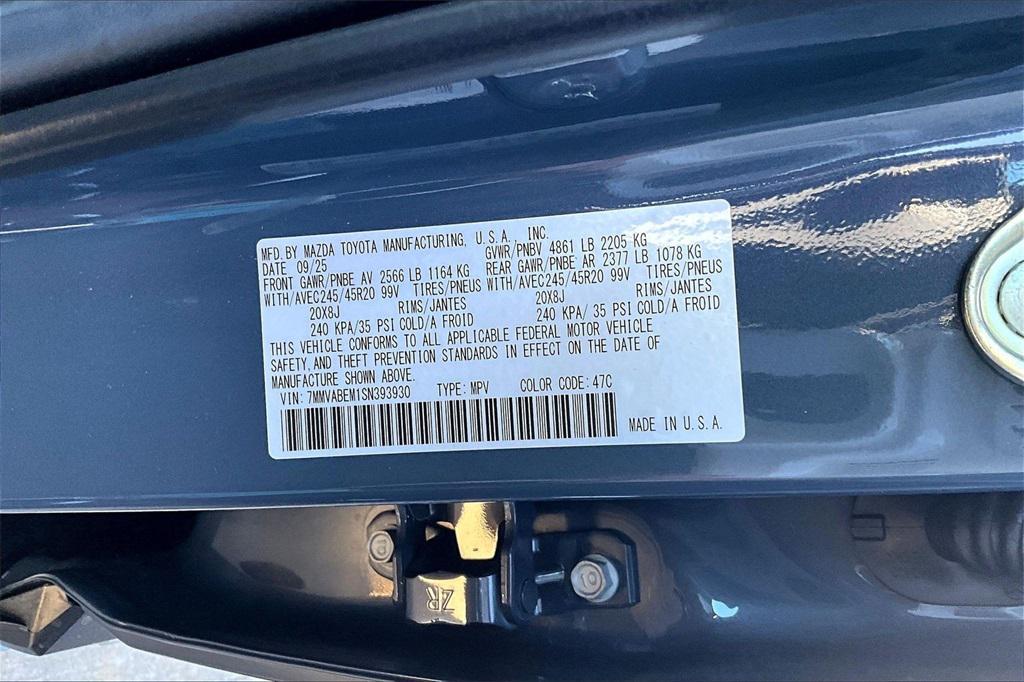 MFD. BY MAZDA TOYOTA MANUFACTURING, U.S.A. INC.
DATE 09/25 GVWR/PNBV 4861 LB 2205 KG
FRONT GAWR/PNBE AV 2566 LB 1164 KG REAR GAWR/PNBE AR 2377 LB 1078 KG
WITH/AVEC245/45R20 99V TIRES/PNEUS WITH/AVEC245/45R20 99V TIRES/PNEUS
20X8J RIMS/JANTES 20X8J RIMS/JANTES
240 KPA/ 35 PSI COLD/A FROID 240 KPA/ 35 PSI COLD/A FROID
THIS VEHICLE CONFORMS TO ALL APPLICABLE FEDERAL MOTOR VEHICLE
SAFETY, AND THEFT PREVENTION STANDARDS IN EFFECT ON THE DATE OF
MANUFACTURE SHOWN ABOVE.
VIN: 7MMVABEM1SN393930 TYPE: MPV COLOR CODE: 47C
MADE IN U.S.A.
8
10
ZR